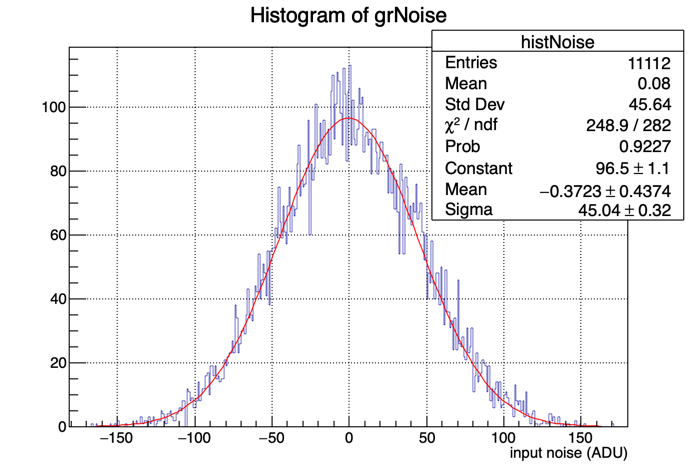 Histogram of grNoise
histNoise
Entries 11112
Mean 0.08
Std Dev 45.64
χ² / ndf 248.9 / 282
Prob 0.9227
Constant 96.5 ± 1.1
Mean −0.3723 ± 0.4374
Sigma 45.04 ± 0.32
100
80
60
40
20
0
−150 −100 −50 0 50 100 150
input noise (ADU)